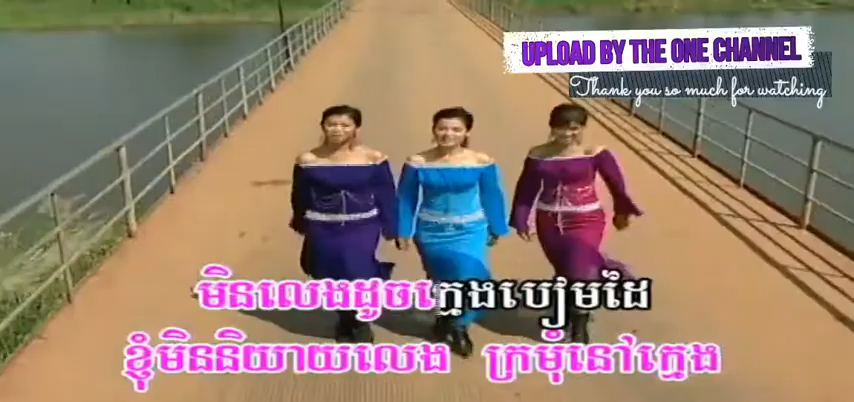 UPLOAD BY THE ONE CHANNEL
Thank you so much for watching
មិនលេងដូចក្មេងបៀមដៃ
ខ្ញុំមិននិយាយលេង ក្រមុំនៅក្មេង